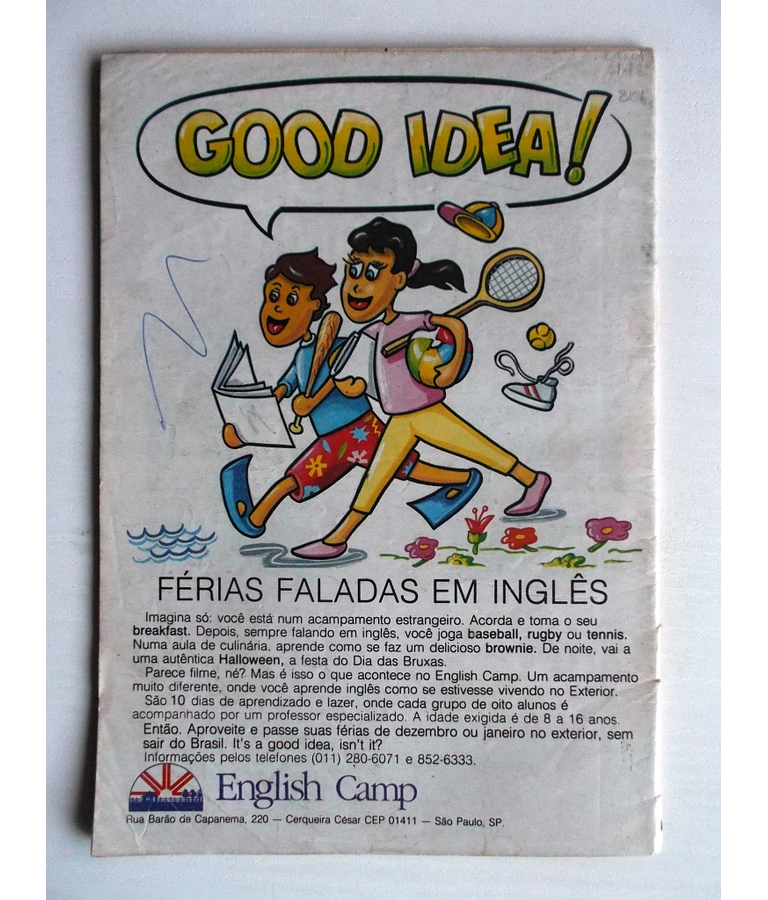 GOOD IDEA!
FÉRIAS FALADAS EM INGLÊS
Imagina só: você está num acampamento estrangeiro. Acorda e toma o seu
breakfast. Depois, sempre falando em inglês, você joga baseball, rugby ou tennis.
Numa aula de culinária, aprende como se faz um delicioso brownie. De noite, vai a
uma autêntica Halloween, a festa do Dia das Bruxas.
Parece filme, né? Mas é isso o que acontece no English Camp. Um acampamento
muito diferente, onde você aprende inglês como se estivesse vivendo no Exterior.
São 10 dias de aprendizado e lazer, onde cada grupo de oito alunos é
acompanhado por um professor especializado. A idade exigida é de 8 a 16 anos.
Então. Aproveite e passe suas férias de dezembro ou janeiro no exterior, sem
sair do Brasil. It's a good idea, isn't it?
Informações pelos telefones (011) 280-6071 e 852-6333.
English Camp
Rua Barão de Capanema, 220 — Cerqueira César CEP 01411 — São Paulo, SP.